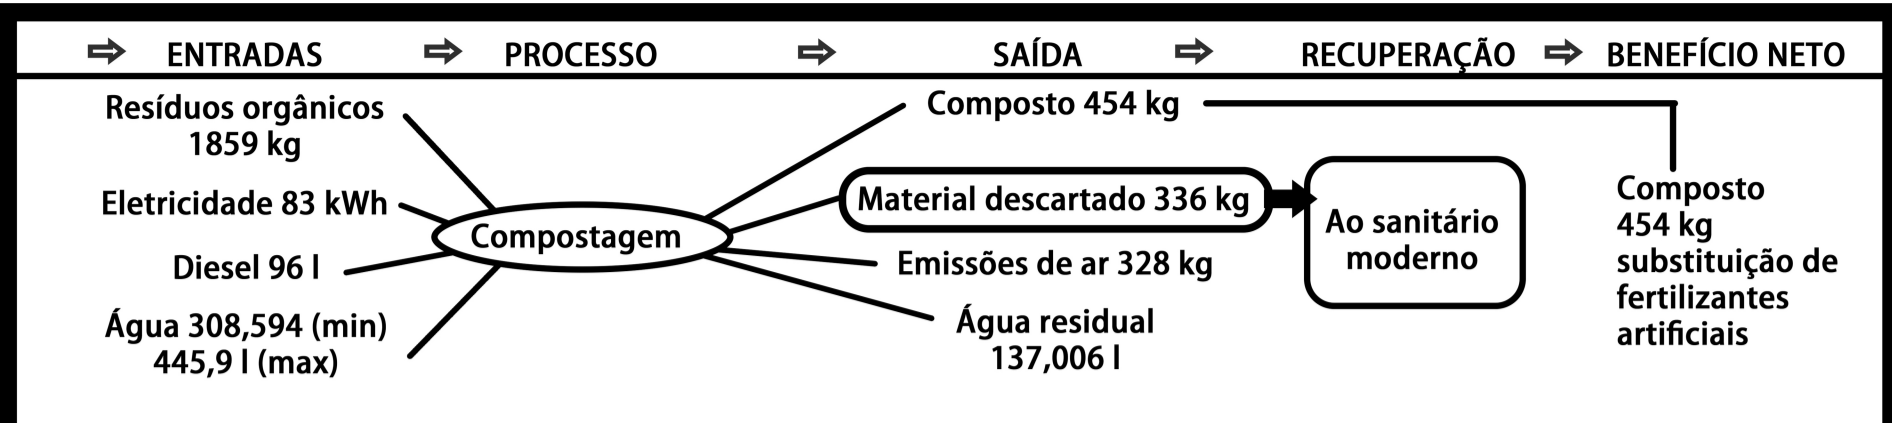 ENTRADAS
PROCESSO
SAÍDA
RECUPERAÇÃO
BENEFÍCIO NETO
Resíduos orgânicos
1859 kg
Eletricidade 83 kWh
Diesel 96 l
Água 308,594 (min)
445,9 l (max)
Compostagem
Composto 454 kg
Material descartado 336 kg
Emissões de ar 328 kg
Água residual
137,006 l
Ao sanitário
moderno
Composto
454 kg
substituição de
fertilizantes
artificiais